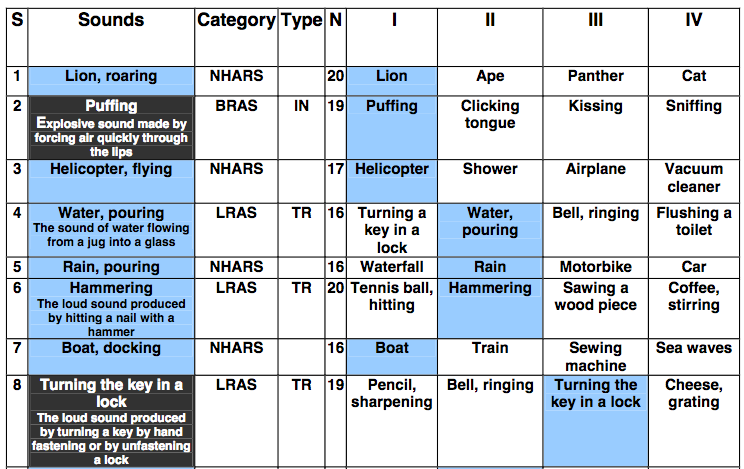 S Sounds Category Type N I II III IV
1 Lion, roaring NHARS 20 Lion Ape Panther Cat
2 Puffing BRAS IN 19 Puffing Clicking Kissing Sniffing
Explosive sound made by tongue
forcing air quickly through
the lips
3 Helicopter, flying NHARS 17 Helicopter Shower Airplane Vacuum
cleaner
4 Water, pouring LRAS TR 16 Turning a Water, Bell, ringing Flushing a
The sound of water flowing key in a pouring toilet
from a jug into a glass lock
5 Rain, pouring NHARS 16 Waterfall Rain Motorbike Car
6 Hammering LRAS TR 20 Tennis ball, Hammering Sawing a Coffee,
The loud sound produced hitting wood piece stirring
by hitting a nail with a
hammer
7 Boat, docking NHARS 16 Boat Train Sewing Sea waves
machine
8 Turning the key in a LRAS TR 19 Pencil, Bell, ringing Turning the Cheese,
lock sharpening key in a lock grating
The loud sound produced
by turning a key by hand
fastening or by unfastening
a lock